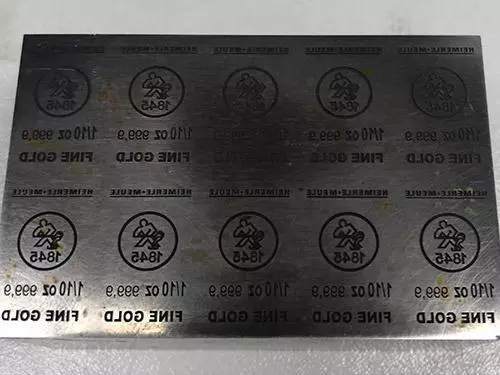 HEIMERLE+MEULE HEIMERLE+MEULE HEIMERLE+MEULE HEIMERLE+MEULE HEIMERLE+MEULE
1845 1845 1845 1845 1845
1/10 oz 999,9 1/10 oz 999,9 1/10 oz 999,9 1/10 oz 999,9 1/10 oz 999,9
FINE GOLD FINE GOLD FINE GOLD FINE GOLD FINE GOLD
HEIMERLE+MEULE HEIMERLE+MEULE HEIMERLE+MEULE HEIMERLE+MEULE HEIMERLE+MEULE
1845 1845 1845 1845 1845
1/10 oz 999,9 1/10 oz 999,9 1/10 oz 999,9 1/10 oz 999,9 1/10 oz 999,9
FINE GOLD FINE GOLD FINE GOLD FINE GOLD FINE GOLD